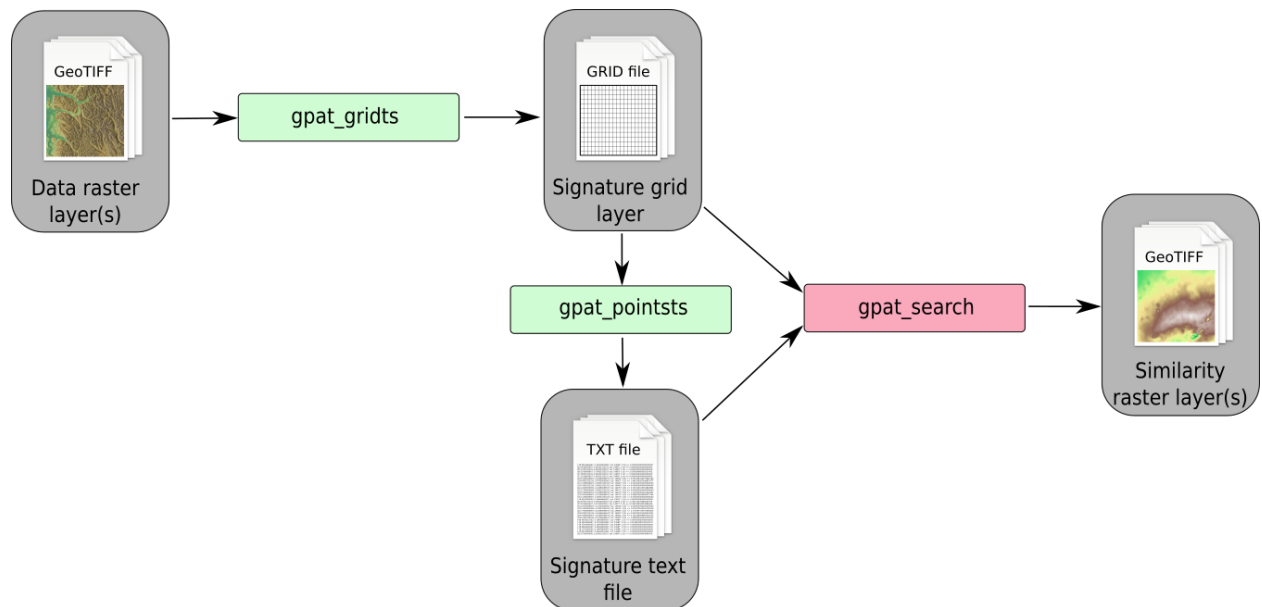 GeoTIFF
Data raster
layer(s)
gpat_gridts
GRID file
Signature grid
layer
gpat_pointsts
TXT file
Signature text
file
gpat_search
GeoTIFF
Similarity
raster layer(s)